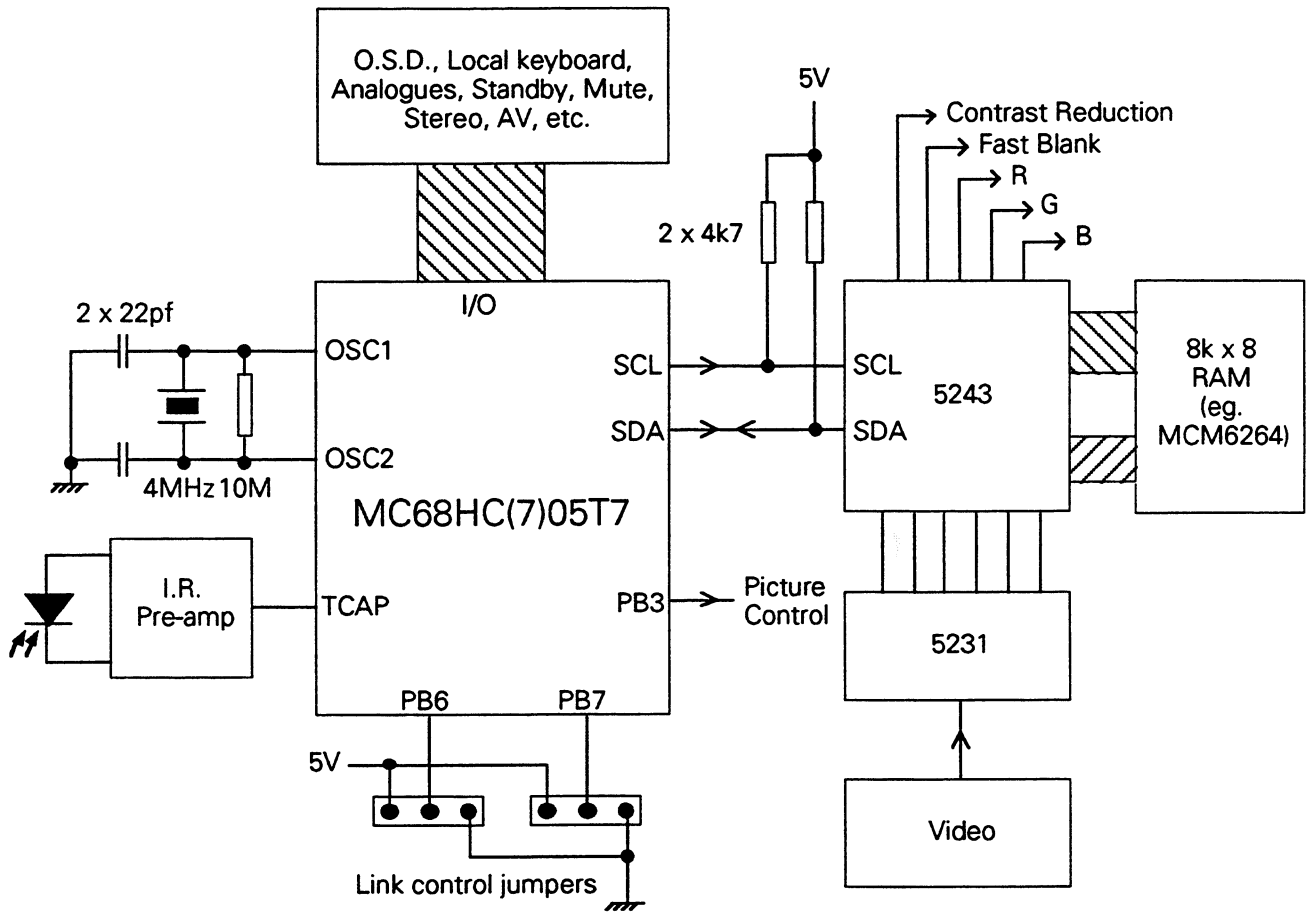 O.S.D., Local keyboard,
Analogues, Standby, Mute,
Stereo, AV, etc.
5V
Contrast Reduction
Fast Blank
R
G
B
2 x 4k7
2 x 22pf
I/O
OSC1
OSC2
4MHz 10M
SCL
SDA
SCL
SDA
5243
8k x 8
RAM
(eg.
MCM6264)
MC68HC(7)05T7
I.R.
Pre-amp
TCAP
PB3
Picture
Control
5231
PB6
PB7
5V
Video
Link control jumpers